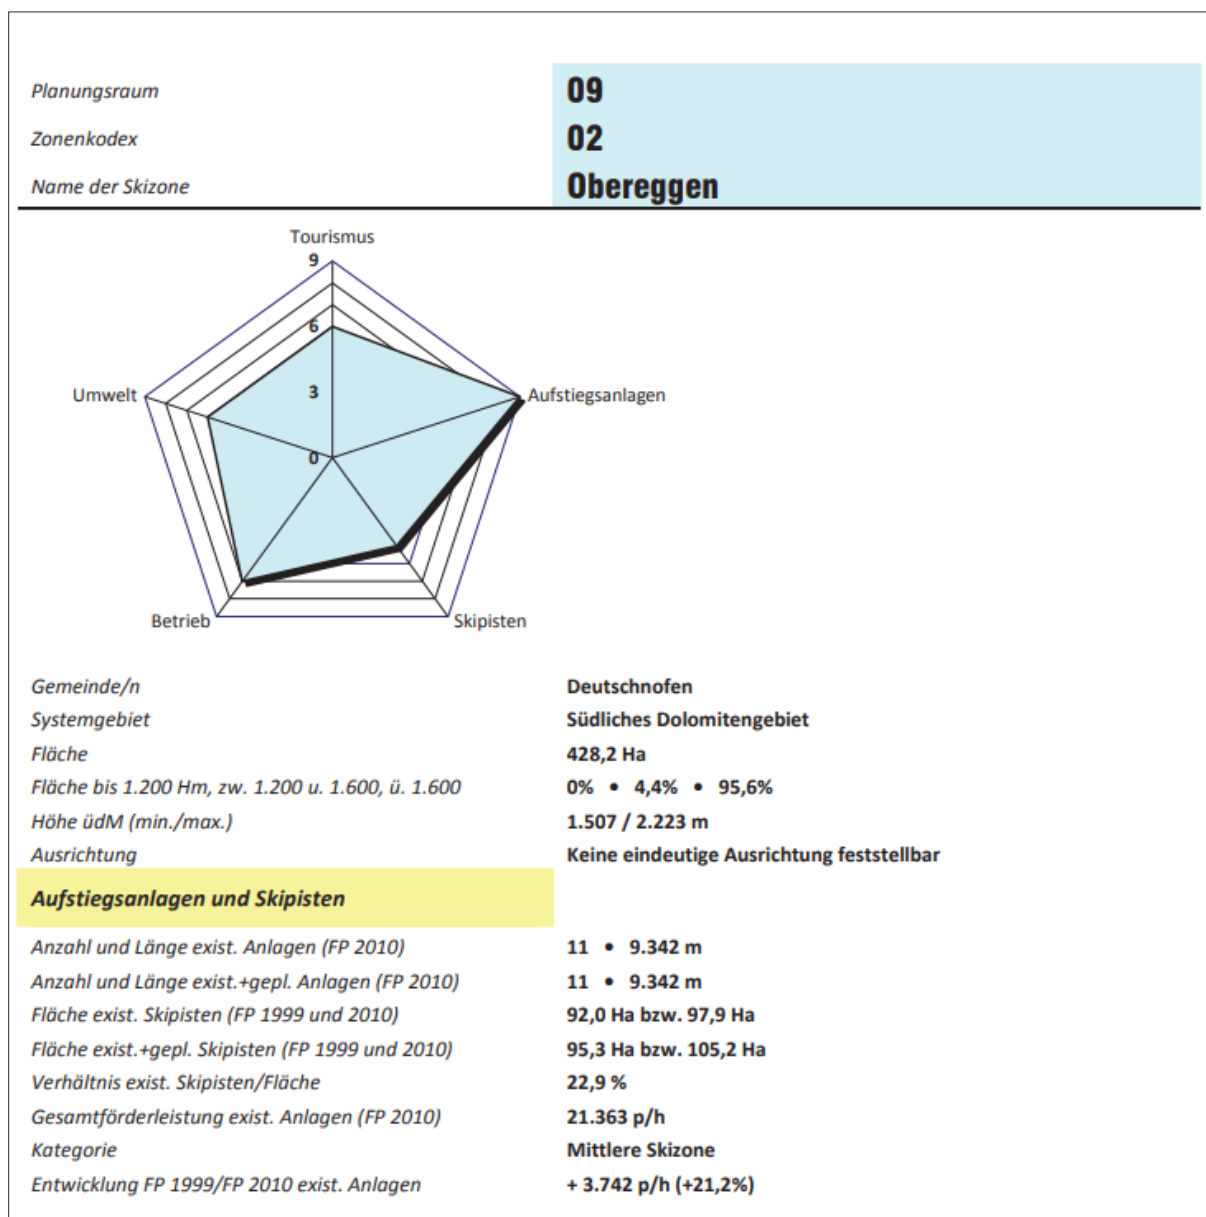 Planungsraum 09
Zonenkodex 02
Name der Skizone Obereggen
Tourismus
9
6
3
0
Umwelt
Aufstiegsanlagen
Betrieb
Skipisten
Gemeinde/n Deutschnofen
Systemgebiet Südliches Dolomitengebiet
Fläche 428,2 Ha
Fläche bis 1.200 Hm, zw. 1.200 u. 1.600, ü. 1.600 0% • 4,4% • 95,6%
Höhe üdM (min./max.) 1.507 / 2.223 m
Ausrichtung Keine eindeutige Ausrichtung feststellbar
Aufstiegsanlagen und Skipisten
Anzahl und Länge exist. Anlagen (FP 2010) 11 • 9.342 m
Anzahl und Länge exist.+gepl. Anlagen (FP 2010) 11 • 9.342 m
Fläche exist. Skipisten (FP 1999 und 2010) 92,0 Ha bzw. 97,9 Ha
Fläche exist.+gepl. Skipisten (FP 1999 und 2010) 95,3 Ha bzw. 105,2 Ha
Verhältnis exist. Skipisten/Fläche 22,9 %
Gesamtförderleistung exist. Anlagen (FP 2010) 21.363 p/h
Kategorie Mittlere Skizone
Entwicklung FP 1999/FP 2010 exist. Anlagen + 3.742 p/h (+21,2%)